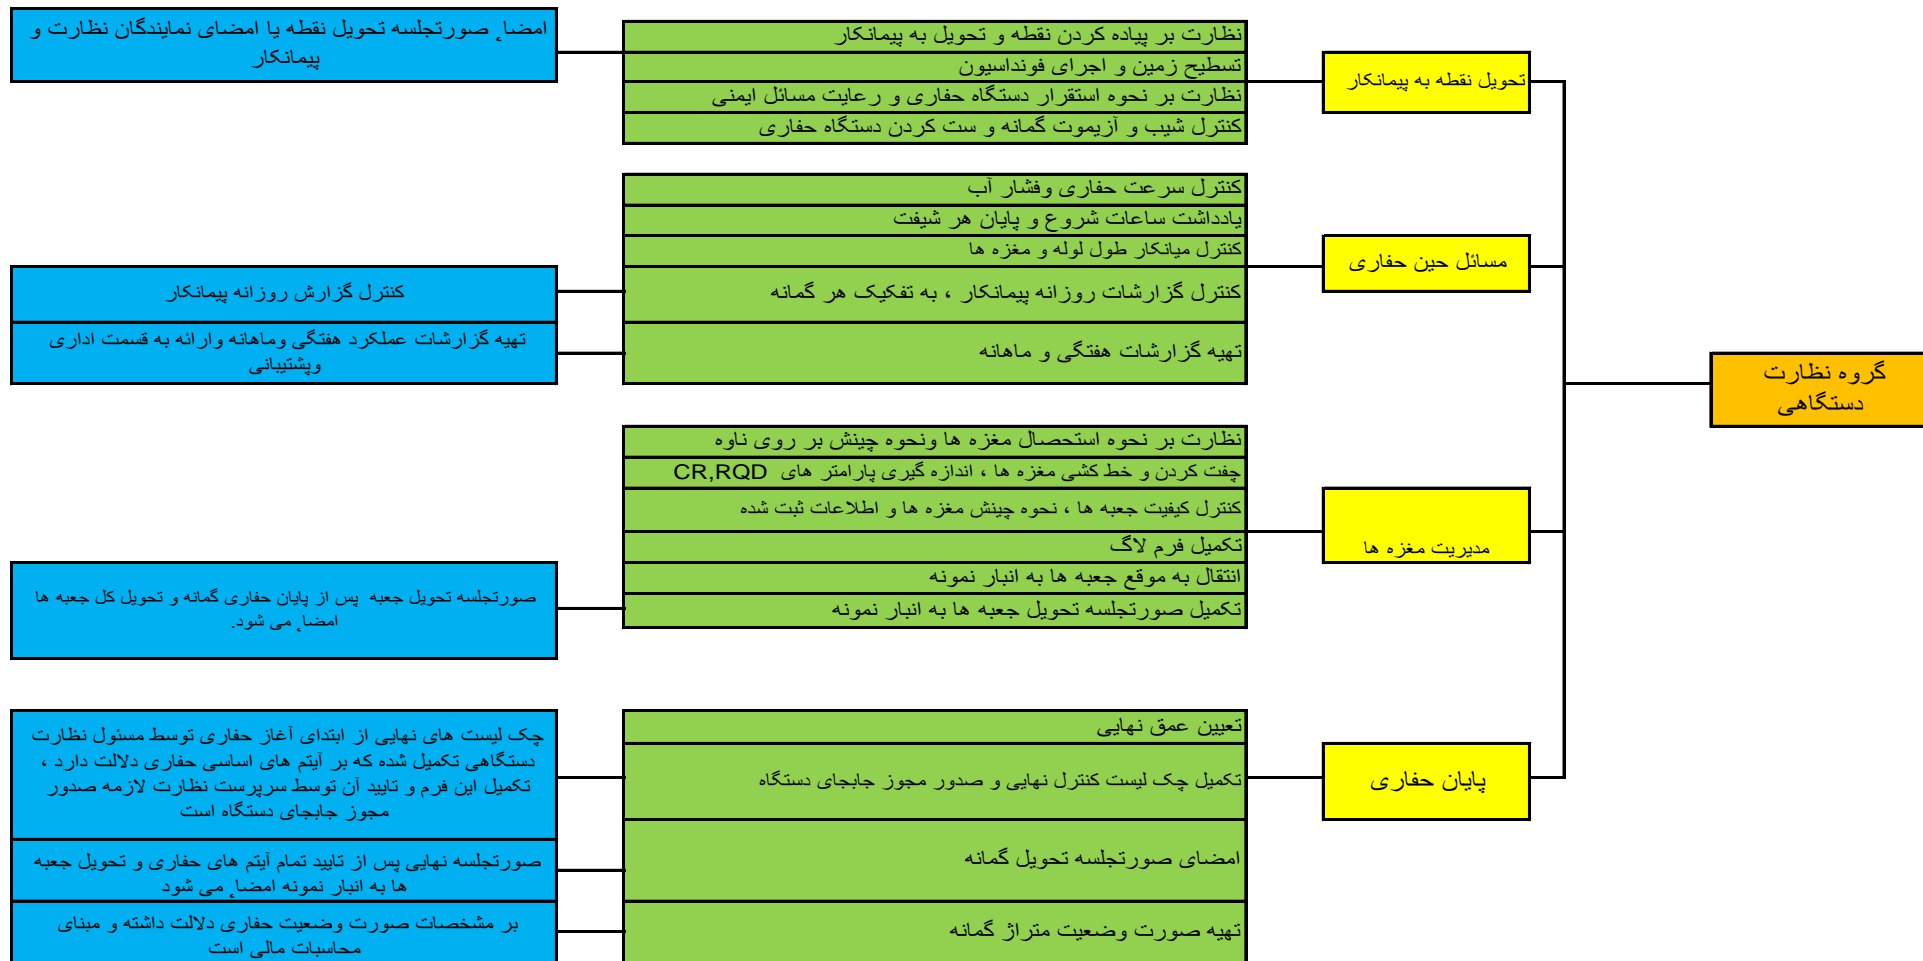 گروه نظارت
دستگاهی
تحویل نقطه به پیمانکار
نظارت بر پیاده کردن نقطه و تحویل به پیمانکار
تسطیح زمین و اجرای فونداسیون
نظارت بر نحوه استقرار دستگاه حفاری و رعایت مسائل ایمنی
کنترل شیب و آزیموت گمانه و ست کردن دستگاه حفاری
امضاء صورتجلسه تحویل نقطه یا امضای نمایندگان نظارت و
پیمانکار
مسائل حین حفاری
کنترل سرعت حفاری وفشار آب
یادداشت ساعات شروع و پایان هر شیفت
کنترل میانکار طول لوله و مغزه ها
کنترل گزارشات روزانه پیمانکار ، به تفکیک هر گمانه
تهیه گزارشات هفتگی و ماهانه
کنترل گزارش روزانه پیمانکار
تهیه گزارشات عملکرد هفتگی وماهانه وارائه به قسمت اداری
وپشتیبانی
مدیریت مغزه ها
نظارت بر نحوه استحصال مغزه ها ونحوه چینش بر روی ناوه
چفت کردن و خط کشی مغزه ها ، اندازه گیری پارامتر های CR,RQD
کنترل کیفیت جعبه ها ، نحوه چینش مغزه ها و اطلاعات ثبت شده
تکمیل فرم لاگ
انتقال به موقع جعبه ها به انبار نمونه
تکمیل صورتجلسه تحویل جعبه ها به انبار نمونه
صورتجلسه تحویل جعبه پس از پایان حفاری گمانه و تحویل کل جعبه ها
امضاء می شود.
پایان حفاری
تعیین عمق نهایی
تکمیل چک لیست کنترل نهایی و صدور مجوز جابجای دستگاه
امضای صورتجلسه تحویل گمانه
تهیه صورت وضعیت متراژ گمانه
چک لیست های نهایی از ابتدای آغاز حفاری توسط مسئول نظارت
دستگاهی تکمیل شده که بر آیتم های اساسی حفاری دلالت دارد ،
تکمیل این فرم و تایید آن توسط سرپرست نظارت لازمه صدور
مجوز جابجای دستگاه است
صورتجلسه نهایی پس از تایید تمام آیتم های حفاری و تحویل جعبه
ها به انبار نمونه امضاء می شود
بر مشخصات صورت وضعیت حفاری دلالت داشته و مبنای
محاسبات مالی است